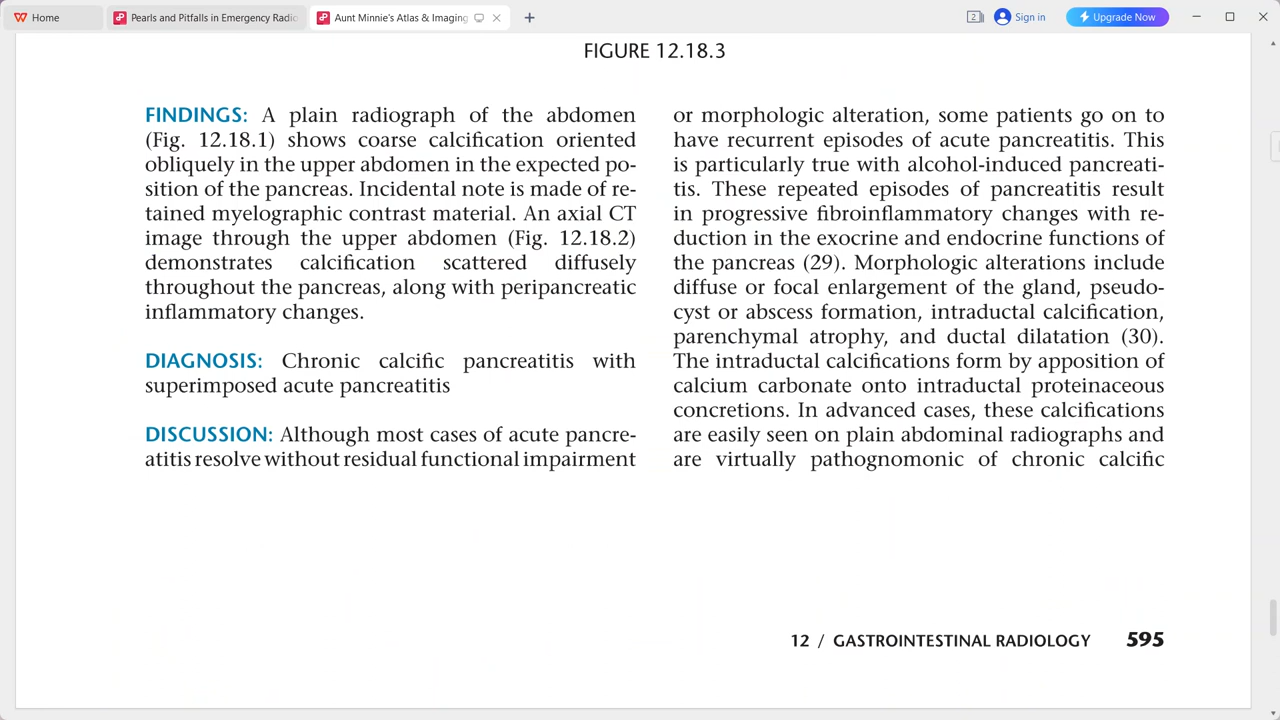 Home
Pearls and Pitfalls in Emergency Radio
Aunt Minnie's Atlas & Imaging
2
Sign in
Upgrade Now
FIGURE 12.18.3
FINDINGS: A plain radiograph of the abdomen
(Fig. 12.18.1) shows coarse calcification oriented
obliquely in the upper abdomen in the expected po-
sition of the pancreas. Incidental note is made of re-
tained myelographic contrast material. An axial CT
image through the upper abdomen (Fig. 12.18.2)
demonstrates calcification scattered diffusely
throughout the pancreas, along with peripancreatic
inflammatory changes.
DIAGNOSIS: Chronic calcific pancreatitis with
superimposed acute pancreatitis
DISCUSSION: Although most cases of acute pancre-
atitis resolve without residual functional impairment
or morphologic alteration, some patients go on to
have recurrent episodes of acute pancreatitis. This
is particularly true with alcohol-induced pancreati-
tis. These repeated episodes of pancreatitis result
in progressive fibroinflammatory changes with re-
duction in the exocrine and endocrine functions of
the pancreas (29). Morphologic alterations include
diffuse or focal enlargement of the gland, pseudo-
cyst or abscess formation, intraductal calcification,
parenchymal atrophy, and ductal dilatation (30).
The intraductal calcifications form by apposition of
calcium carbonate onto intraductal proteinaceous
concretions. In advanced cases, these calcifications
are easily seen on plain abdominal radiographs and
are virtually pathognomonic of chronic calcific
12 / GASTROINTESTINAL RADIOLOGY 595